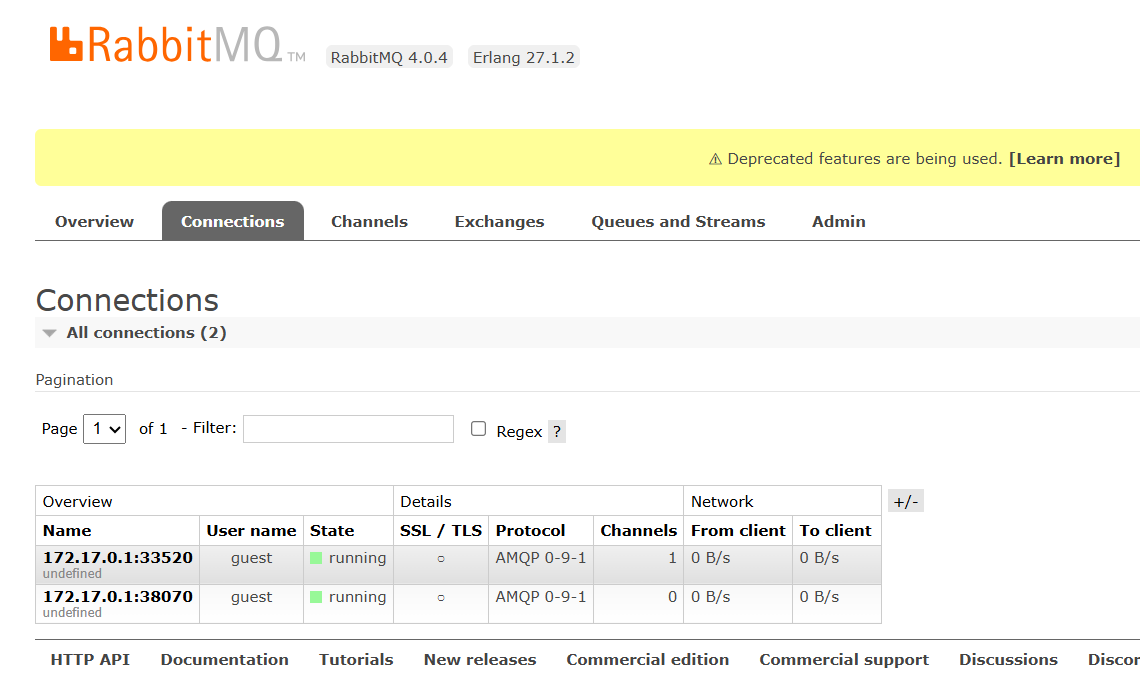 RabbitMQ TM RabbitMQ 4.0.4 Erlang 27.1.2
⚠ Deprecated features are being used. [Learn more]
Overview Connections Channels Exchanges Queues and Streams Admin
Connections
All connections (2)
Pagination
Page 1 of 1 - Filter: Regex ?
Overview Details Network +/-
Name User name State SSL / TLS Protocol Channels From client To client
172.17.0.1:33520 guest running ○ AMQP 0-9-1 1 0 B/s 0 B/s
undefined
172.17.0.1:38070 guest running ○ AMQP 0-9-1 0 0 B/s 0 B/s
undefined
HTTP API Documentation Tutorials New releases Commercial edition Commercial support Discussions Discor